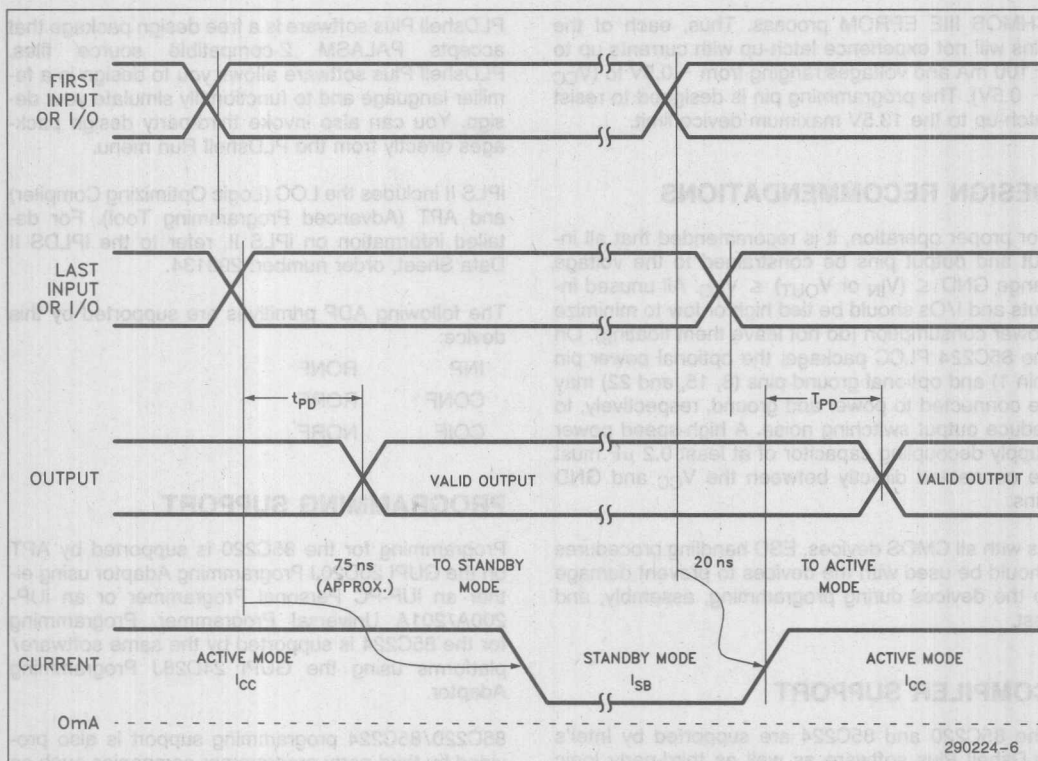 FIRST
INPUT
OR I/O
LAST
INPUT
OR I/O
tPD
TPD
OUTPUT
VALID OUTPUT
VALID OUTPUT
75 ns
(APPROX.)
TO STANDBY
MODE
20 ns
TO ACTIVE
MODE
CURRENT
ACTIVE MODE
ICC
STANDBY MODE
ISB
ACTIVE MODE
ICC
0mA
290224-6